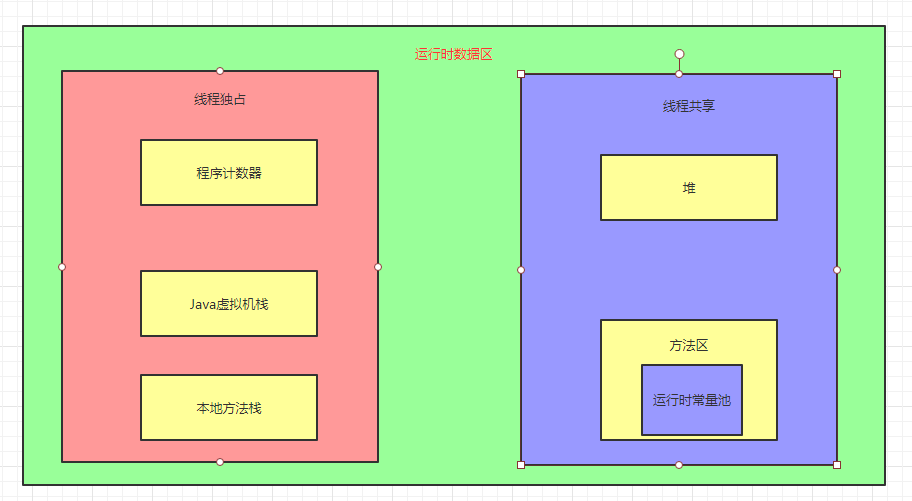 运行时数据区
线程独占
程序计数器
Java虚拟机栈
本地方法栈
线程共享
堆
方法区
运行时常量池